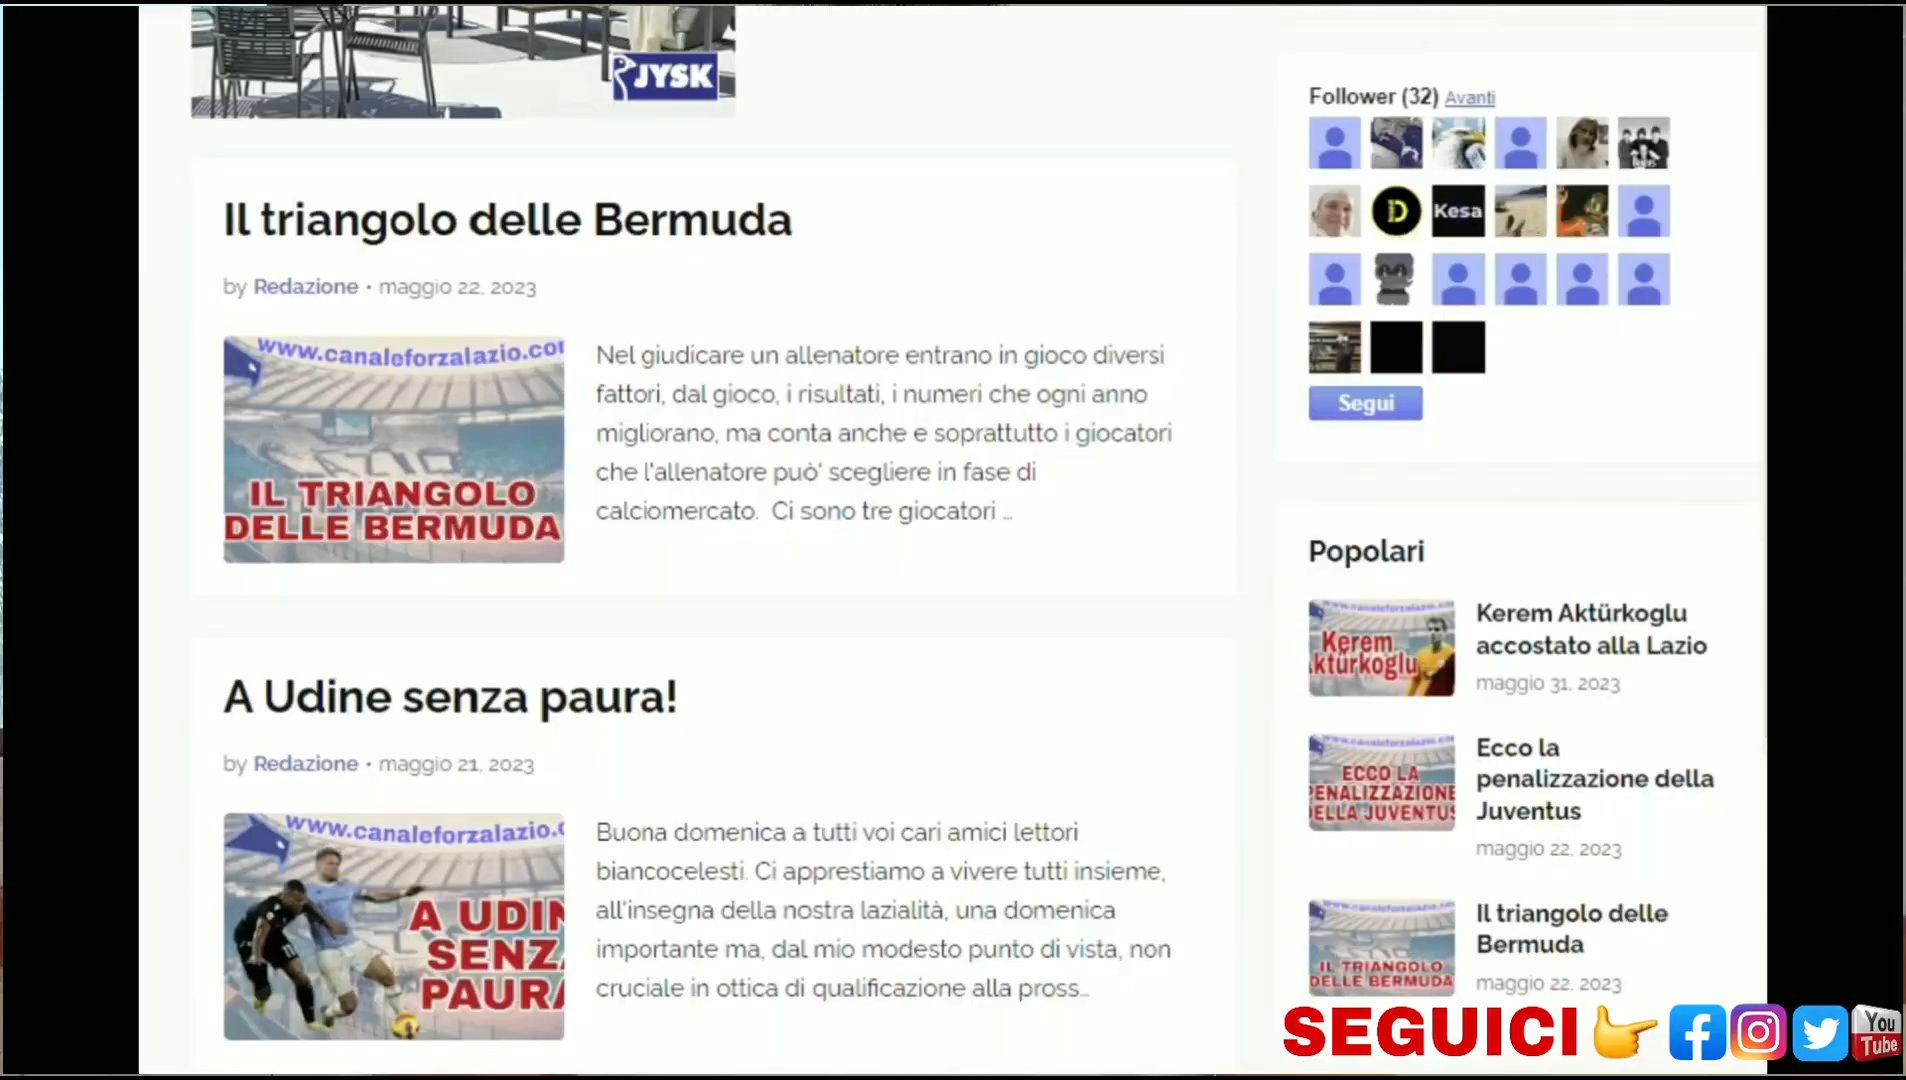 JYSK
Il triangolo delle Bermuda
by Redazione • maggio 22, 2023
www.canaleforzalazio.com
IL TRIANGOLO
DELLE BERMUDA
Nel giudicare un allenatore entrano in gioco diversi
fattori, dal gioco, i risultati, i numeri che ogni anno
migliorano, ma conta anche e soprattutto i giocatori
che l'allenatore può' scegliere in fase di
calciomercato. Ci sono tre giocatori ...
A Udine senza paura!
by Redazione • maggio 21, 2023
www.canaleforzalazio.c
A UDIN
SENZA
PAURA
Buona domenica a tutti voi cari amici lettori
biancocelesti. Ci apprestiamo a vivere tutti insieme,
all'insegna della nostra lazialità, una domenica
importante ma, dal mio modesto punto di vista, non
cruciale in ottica di qualificazione alla pross...
Follower (32) Avanti
D
Kesa
Segui
Popolari
Kerem
ktürkoglu
Kerem Aktürkoglu
accostato alla Lazio
maggio 31, 2023
ECCO LA
PENALIZZAZIONE
DELLA JUVENTUS
Ecco la
penalizzazione della
Juventus
maggio 22, 2023
IL TRIANGOLO
DELLE BERMUDA
Il triangolo delle
Bermuda
maggio 22, 2023
SEGUICI
You
Tube